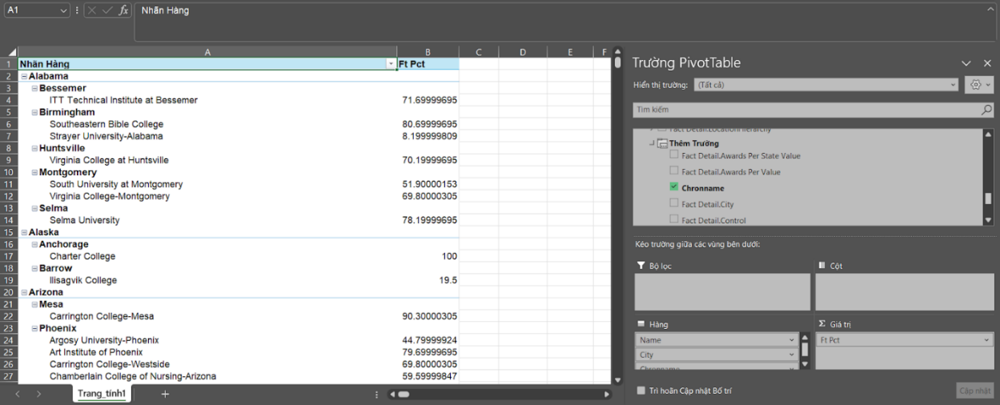 A1
fx
Nhãn Hàng
A B C D E F
1 Nhãn Hàng Ft Pct
2 Alabama
3 Bessemer
4 ITT Technical Institute at Bessemer 71.69999695
5 Birmingham
6 Southeastern Bible College 80.69999695
7 Strayer University-Alabama 8.199999809
8 Huntsville
9 Virginia College at Huntsville 70.19999695
10 Montgomery
11 South University at Montgomery 51.90000153
12 Virginia College-Montgomery 69.80000305
13 Selma
14 Selma University 78.19999695
15 Alaska
16 Anchorage
17 Charter College 100
18 Barrow
19 Ilisagvik College 19.5
20 Arizona
21 Mesa
22 Carrington College-Mesa 90.30000305
23 Phoenix
24 Argosy University-Phoenix 44.79999924
25 Art Institute of Phoenix 79.69999695
26 Carrington College-Westside 69.80000305
27 Chamberlain College of Nursing-Arizona 59.59999847
Trang_tính1
Trường PivotTable
Hiển thị trường: (Tất cả)
Tìm kiếm
Fact Detail.LocationHierarchy
Thêm Trường
Fact Detail.Awards Per State Value
Fact Detail.Awards Per Value
Chronname
Fact Detail.City
Fact Detail.Control
Kéo trường giữa các vùng bên dưới:
Bộ lọc
Cột
Hàng
Σ Giá trị
Name
Ft Pct
City
Chronname
Trì hoãn Cập nhật Bố trí
Cập nhật